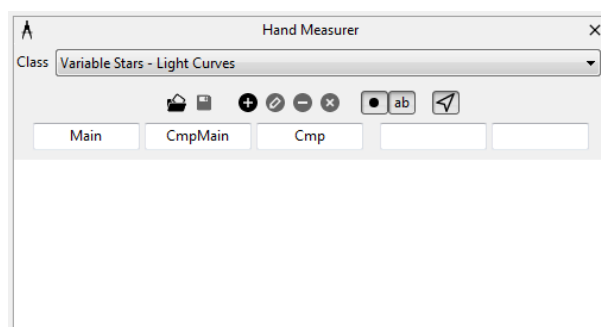 Hand Measurer
Class Variable Stars - Light Curves
ab
Main CmpMain Cmp